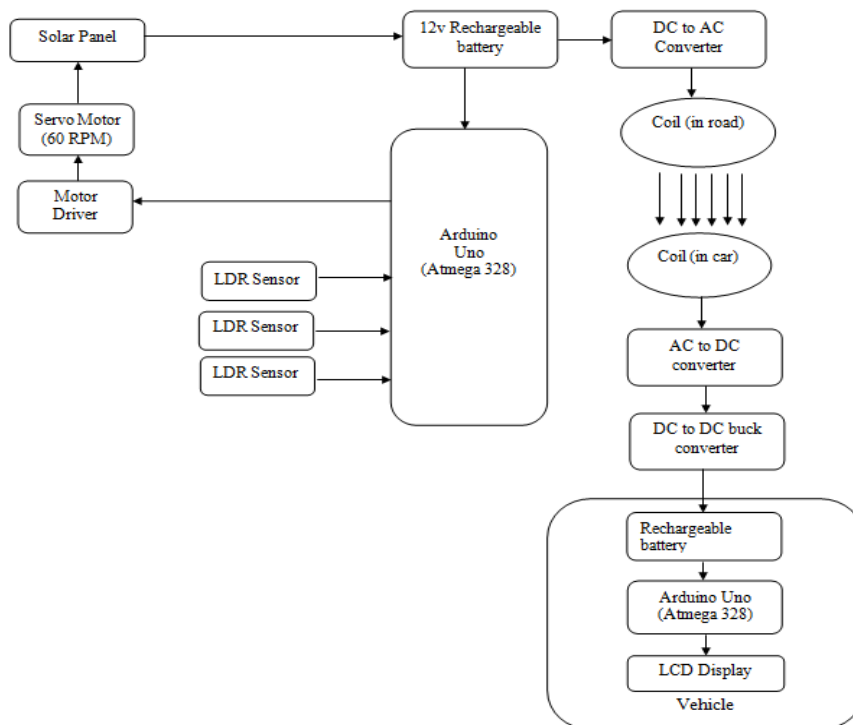 Solar Panel
12v Rechargeable
battery
DC to AC
Converter
Servo Motor
(60 RPM)
Coil (in road)
Motor
Driver
Arduino
Uno
(Atmega 328)
LDR Sensor
LDR Sensor
LDR Sensor
Coil (in car)
AC to DC
converter
DC to DC buck
converter
Rechargeable
battery
Arduino Uno
(Atmega 328)
LCD Display
Vehicle